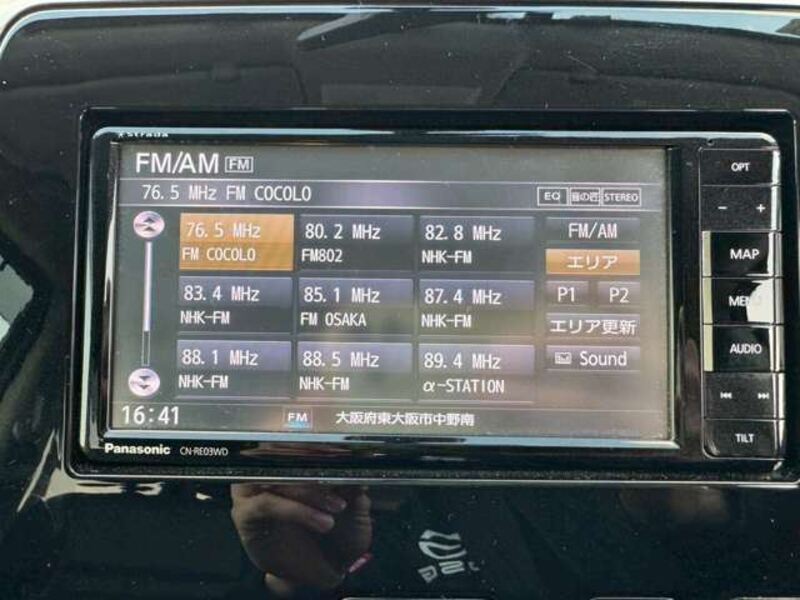 strada
FM/AM FM
76.5 MHz FM COCOLO
EQ 音の匠 STEREO
76.5 MHz 80.2 MHz 82.8 MHz FM/AM
FM COCOLO FM802 NHK-FM エリア
83.4 MHz 85.1 MHz 87.4 MHz P1 P2
NHK-FM FM OSAKA NHK-FM エリア更新
88.1 MHz 88.5 MHz 89.4 MHz Sound
NHK-FM NHK-FM α-STATION
16:41 FM 大阪府東大阪市中野南
Panasonic CN-RE03WD
OPT
- +
MAP
MENU
AUDIO
TILT